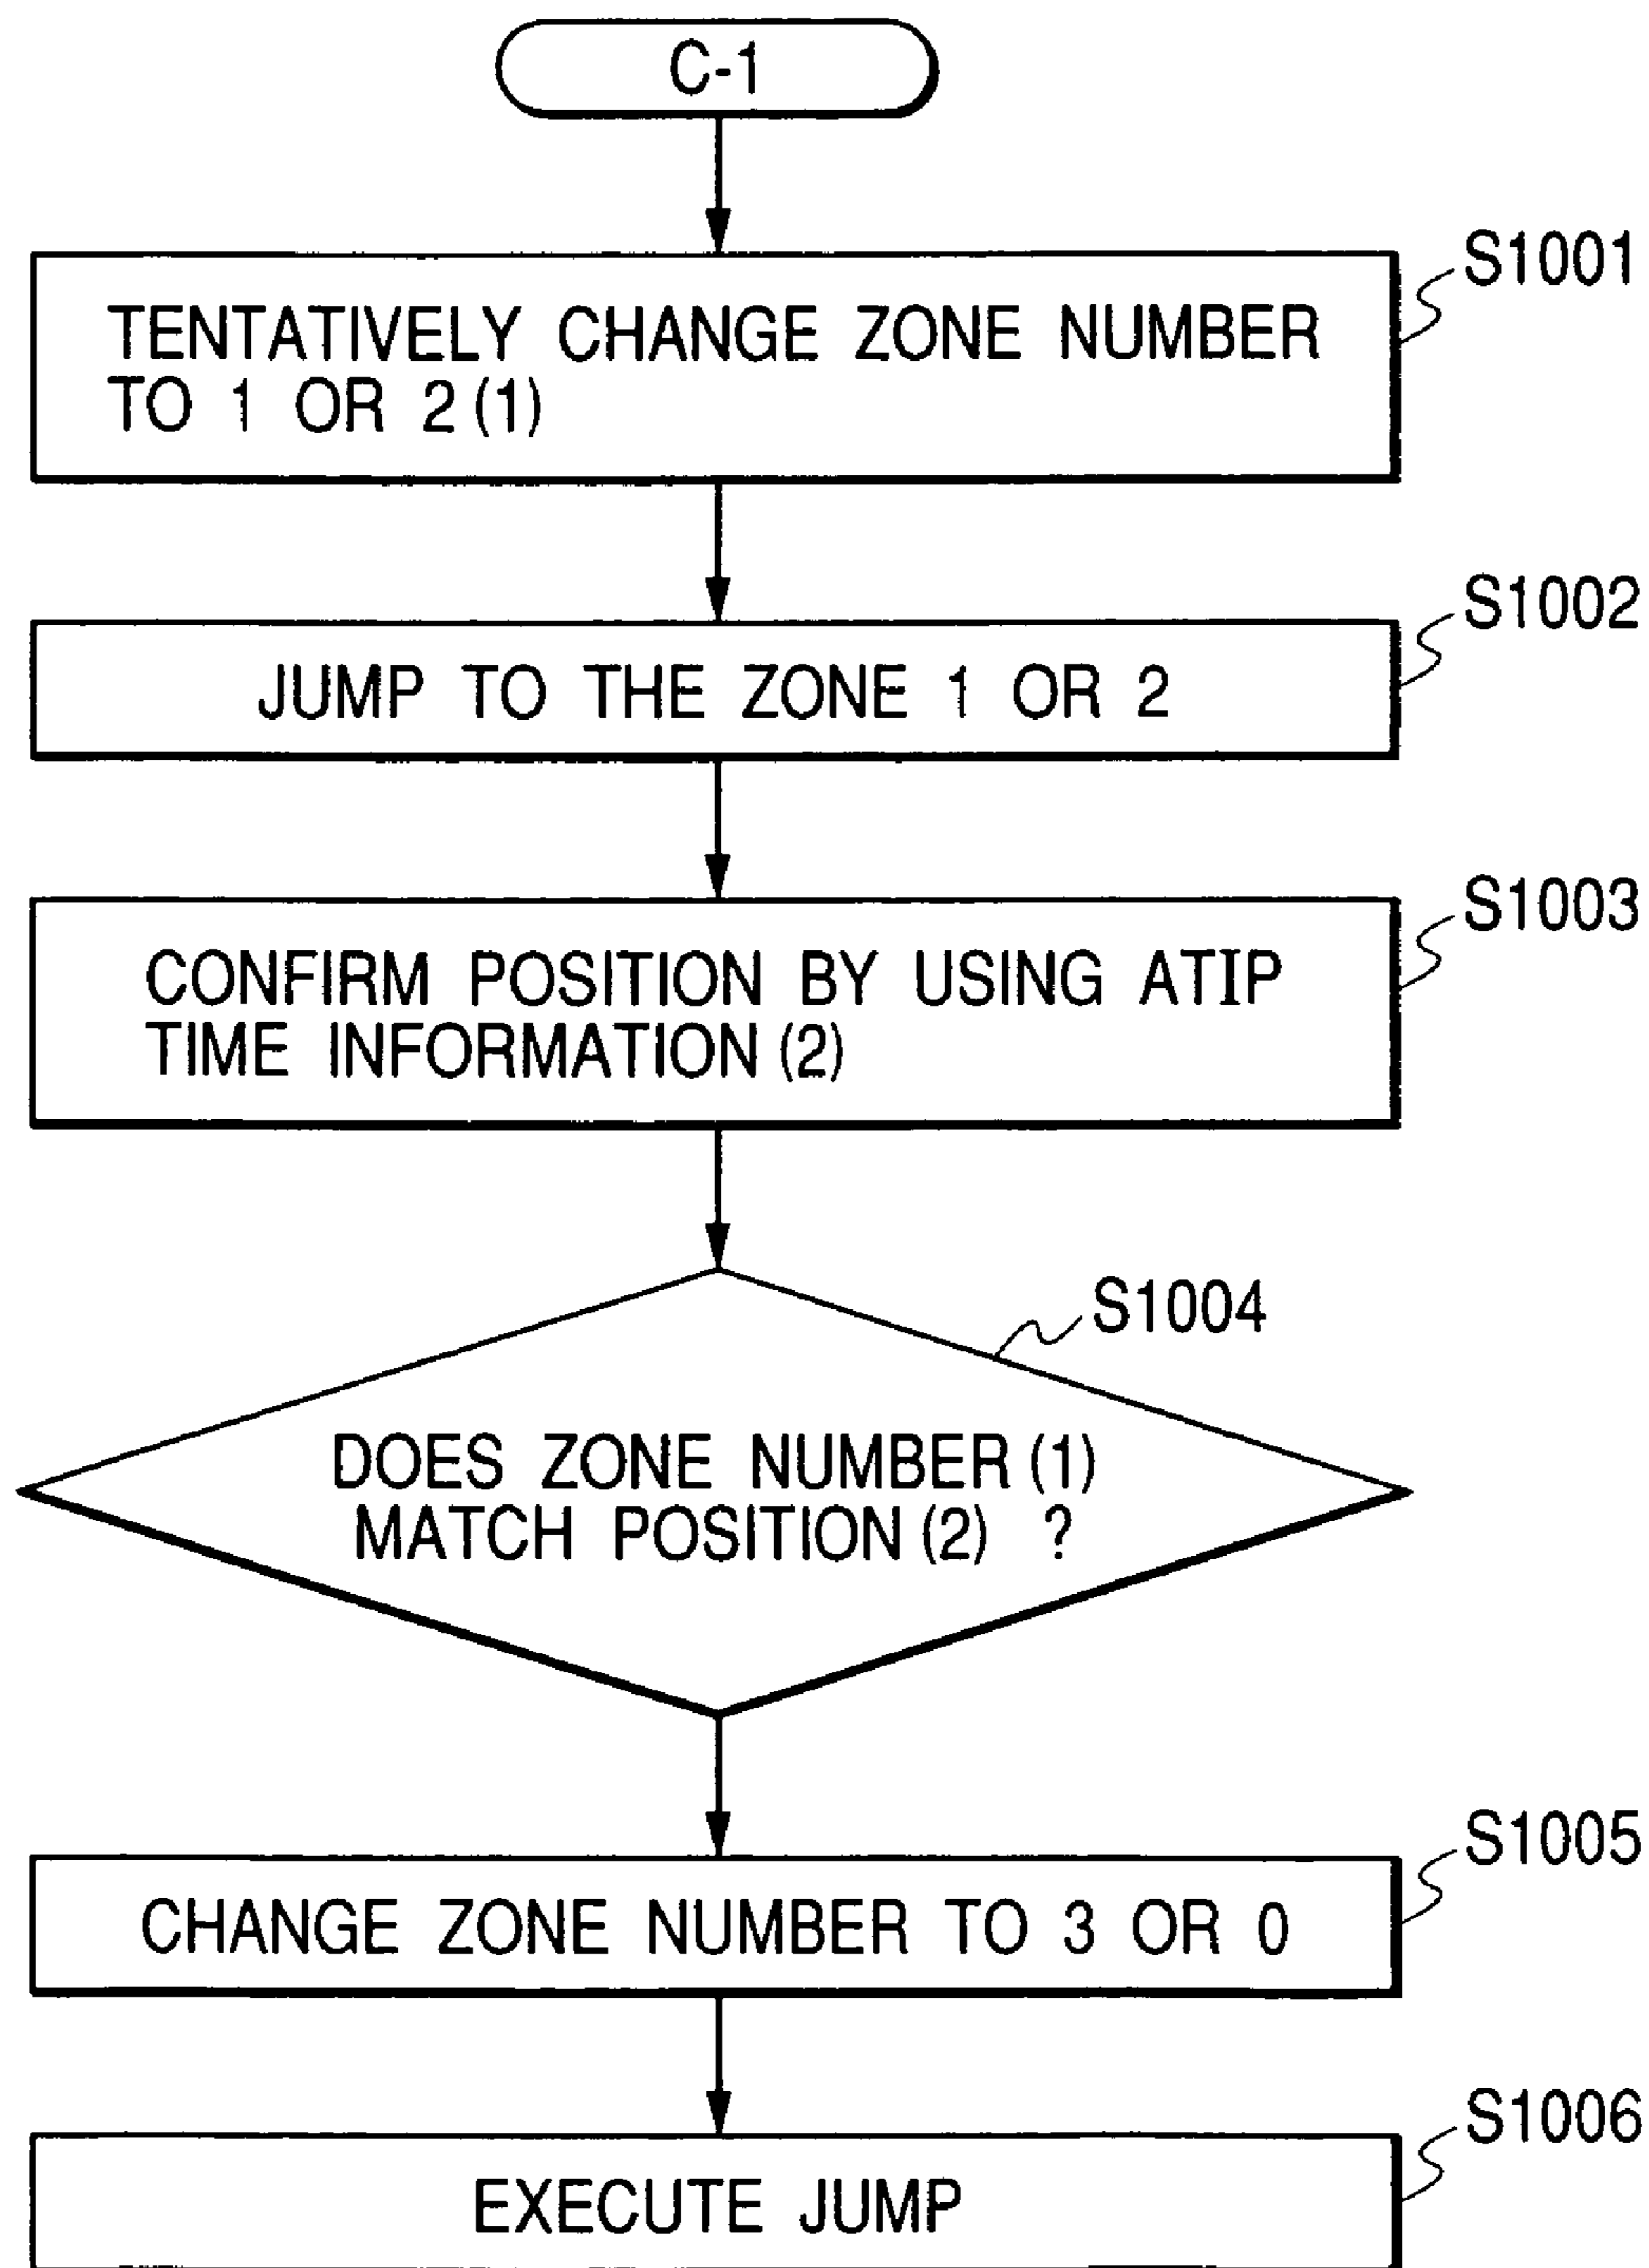 C-1
S1001
TENTATIVELY CHANGE ZONE NUMBER
TO 1 OR 2 (1)
S1002
JUMP TO THE ZONE 1 OR 2
S1003
CONFIRM POSITION BY USING ATIP
TIME INFORMATION (2)
S1004
DOES ZONE NUMBER (1)
MATCH POSITION (2) ?
S1005
CHANGE ZONE NUMBER TO 3 OR 0
S1006
EXECUTE JUMP